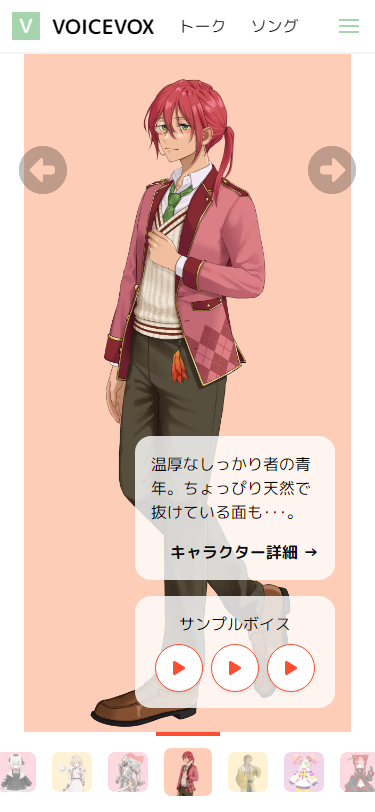 V VOICEVOX トーク ソング
温厚なしっかり者の青
年。ちょっぴり天然で
抜けている面も･･･。
キャラクター詳細 →
サンプルボイス